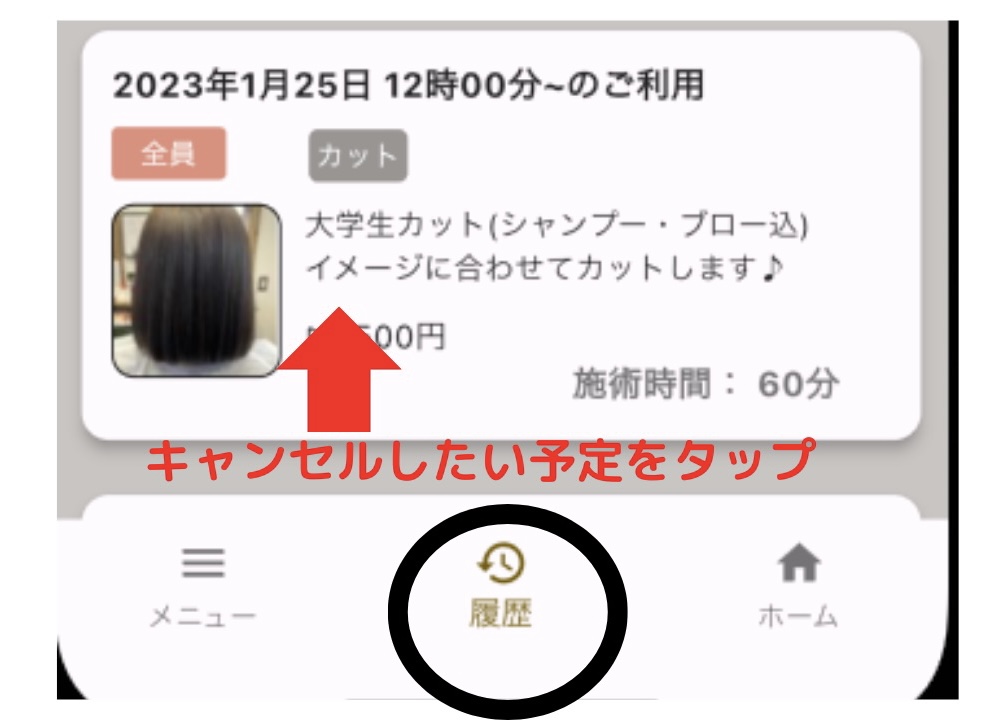 2023年1月25日 12時00分~のご利用
全員
カット
大学生カット(シャンプー・ブロー込)
イメージに合わせてカットします♪
00円
施術時間： 60分
キャンセルしたい予定をタップ
メニュー
履歴
ホーム